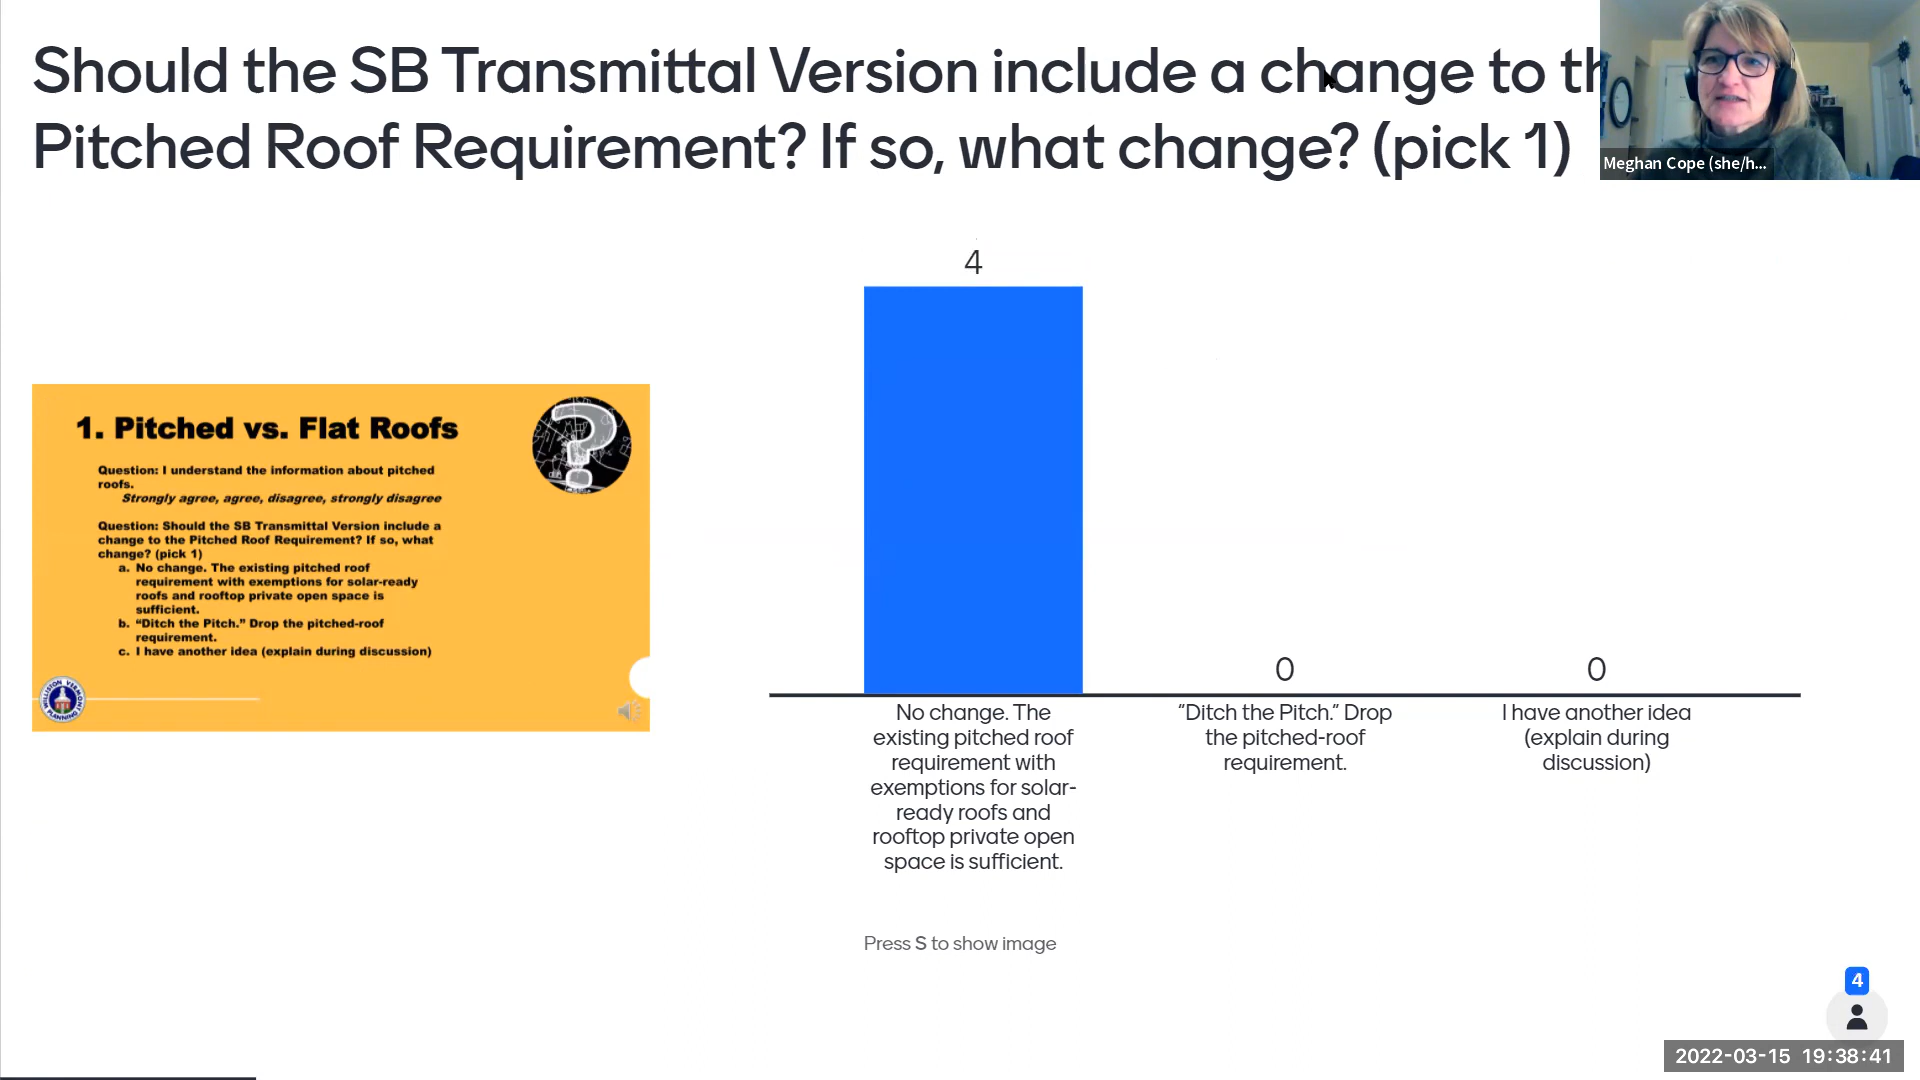 Should the SB Transmittal Version include a change to th
Pitched Roof Requirement? If so, what change? (pick 1)
Meghan Cope (she/h...
4
1. Pitched vs. Flat Roofs
Question: I understand the information about pitched
roofs.
Strongly agree, agree, disagree, strongly disagree
Question: Should the SB Transmittal Version include a
change to the Pitched Roof Requirement? If so, what
change? (pick 1)
a. No change. The existing pitched roof
requirement with exemptions for solar-ready
roofs and rooftop private open space is
sufficient.
b. “Ditch the Pitch.” Drop the pitched-roof
requirement.
c. I have another idea (explain during discussion)
WILLISTON VERMONT
PLANNING
0
0
No change. The
existing pitched roof
requirement with
exemptions for solar-
ready roofs and
rooftop private open
space is sufficient.
“Ditch the Pitch.” Drop
the pitched-roof
requirement.
I have another idea
(explain during
discussion)
Press S to show image
4
2022-03-15 19:38:41